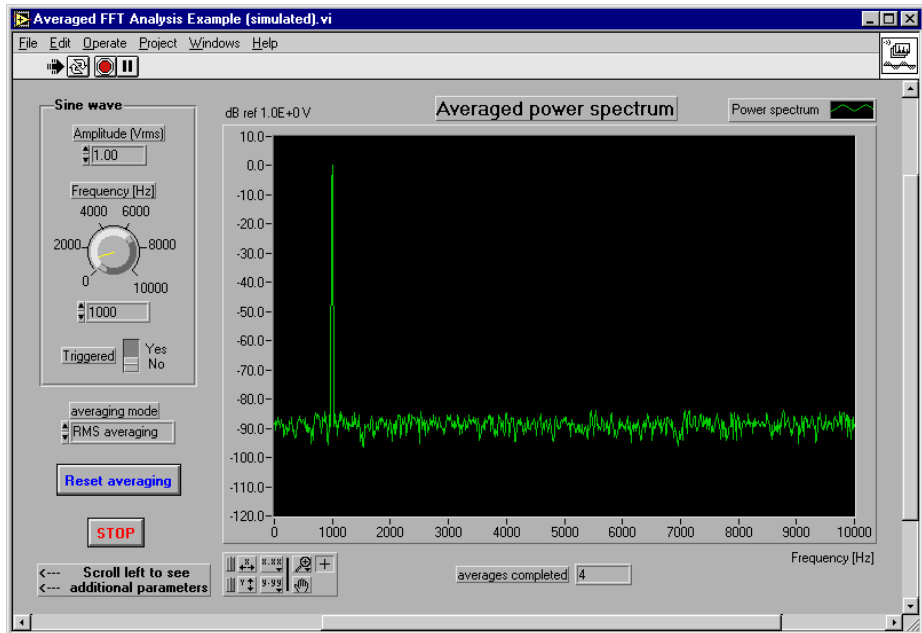 Averaged FFT Analysis Example (simulated).vi
File Edit Operate Project Windows Help
Sine wave
Amplitude (Vrms)
1.00
Frequency [Hz]
4000 6000
2000 8000
0 10000
1000
Triggered Yes
No
averaging mode
RMS averaging
Reset averaging
STOP
<--- Scroll left to see
<--- additional parameters
dB ref 1.0E+0 V
Averaged power spectrum
Power spectrum
10.0
0.0
-10.0
-20.0
-30.0
-40.0
-50.0
-60.0
-70.0
-80.0
-90.0
-100.0
-110.0
-120.0
0 1000 2000 3000 4000 5000 6000 7000 8000 9000 10000
Frequency [Hz]
X x.xx
Y y.yy
averages completed 4